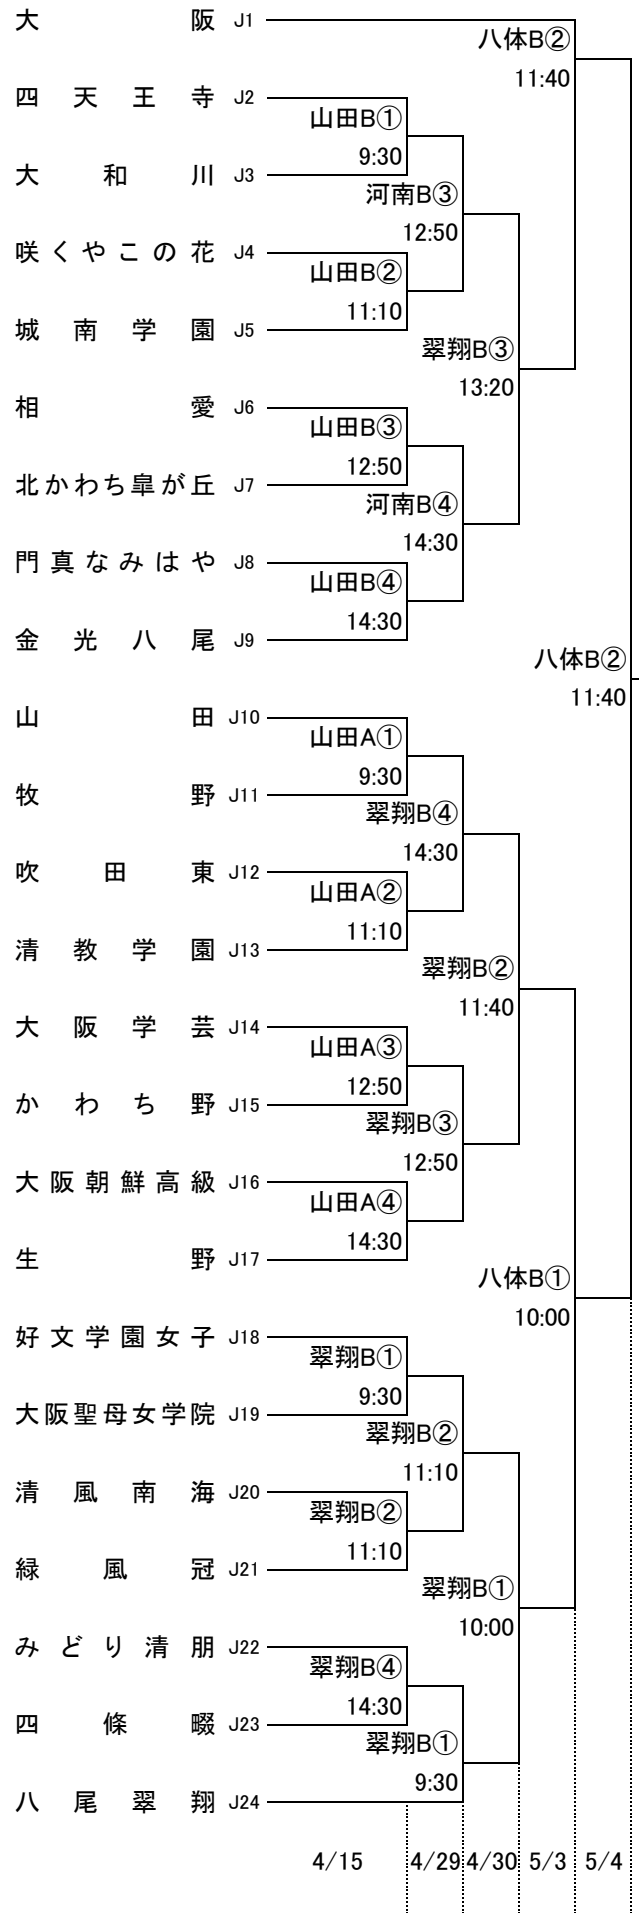 大阪 J1
八体B②
11:40
四天王寺 J2
山田B①
9:30
大和川 J3
河南B③
12:50
咲くやこの花 J4
山田B②
11:10
城南学園 J5
翠翔B③
13:20
相愛 J6
山田B③
12:50
北かわち皐が丘 J7
河南B④
14:30
門真なみはや J8
山田B④
14:30
金光八尾 J9
八体B②
11:40
山田 J10
山田A①
9:30
牧野 J11
翠翔B④
14:30
吹田東 J12
山田A②
11:10
清教学園 J13
翠翔B②
11:40
大阪学芸 J14
山田A③
12:50
かわち野 J15
翠翔B③
12:50
大阪朝鮮高級 J16
山田A④
14:30
生野 J17
八体B①
10:00
好文学園女子 J18
翠翔B①
9:30
大阪聖母女学院 J19
翠翔B②
11:10
清風南海 J20
翠翔B②
11:10
緑風冠 J21
翠翔B①
10:00
みどり清朋 J22
翠翔B④
14:30
四條畷 J23
翠翔B①
9:30
八尾翠翔 J24
4/15 4/29 4/30 5/3 5/4